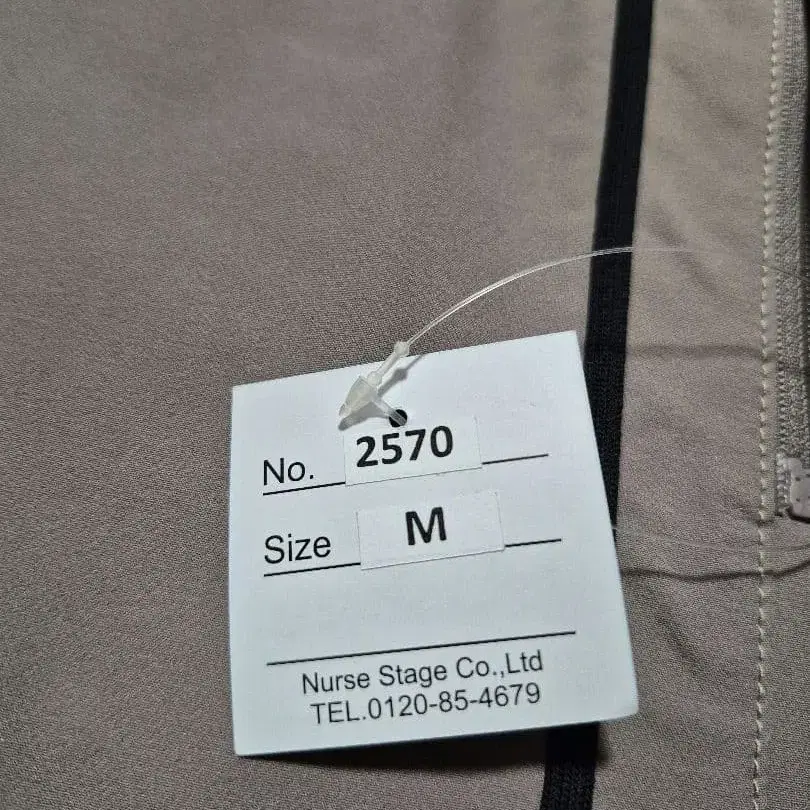 No. 2570
Size M
Nurse Stage Co.,Ltd
TEL.0120-85-4679